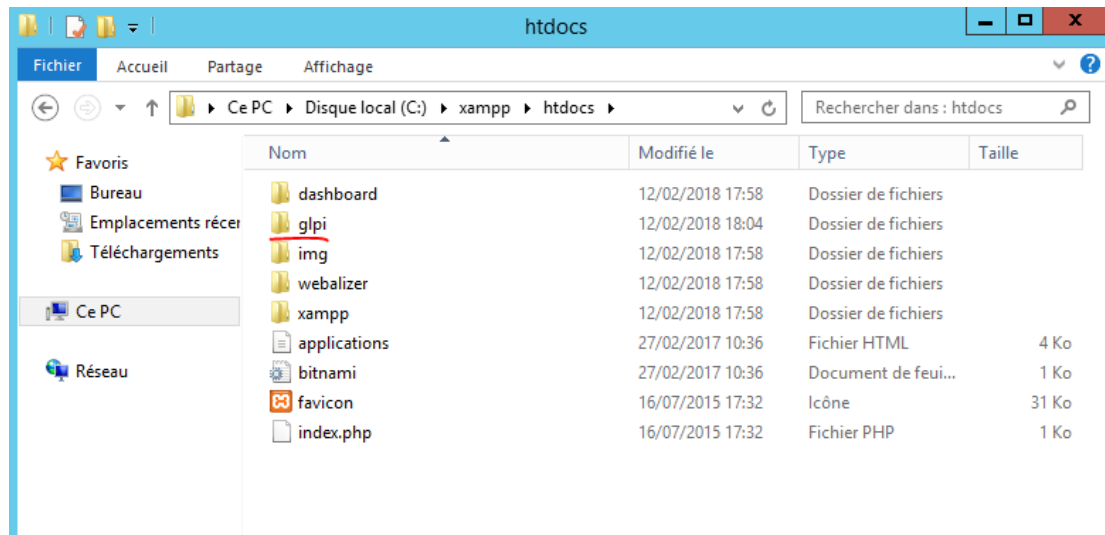 htdocs
Fichier Accueil Partage Affichage
Ce PC Disque local (C:) xampp htdocs Rechercher dans : htdocs
Favoris
Bureau
Emplacements récer
Téléchargements
Ce PC
Réseau
Nom Modifié le Type Taille
dashboard 12/02/2018 17:58 Dossier de fichiers
glpi 12/02/2018 18:04 Dossier de fichiers
img 12/02/2018 17:58 Dossier de fichiers
webalizer 12/02/2018 17:58 Dossier de fichiers
xampp 12/02/2018 17:58 Dossier de fichiers
applications 27/02/2017 10:36 Fichier HTML 4 Ko
bitnami 27/02/2017 10:36 Document de feui... 1 Ko
favicon 16/07/2015 17:32 Icône 31 Ko
index.php 16/07/2015 17:32 Fichier PHP 1 Ko